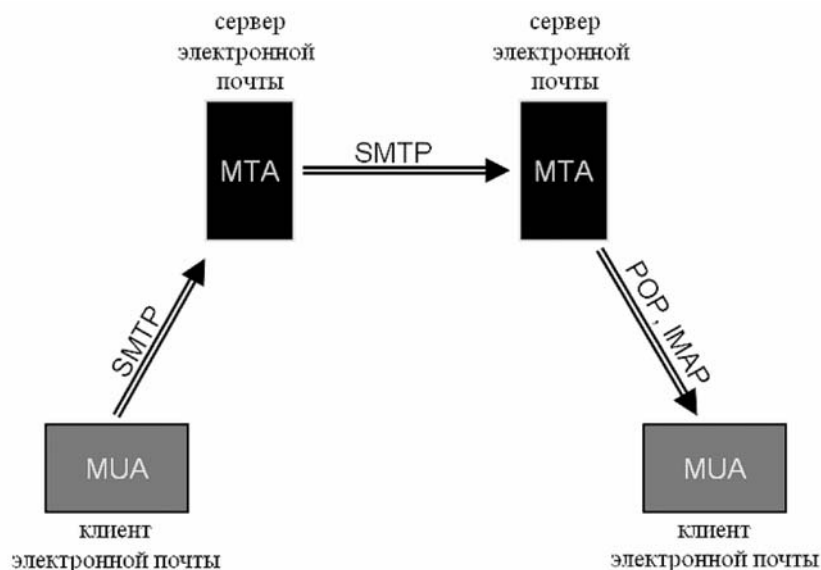 сервер
электронной
почты
сервер
электронной
почты
MTA
SMTP
MTA
SMTP
POP, IMAP
MUA
MUA
клиент
электронной почты
клиент
электронной почты